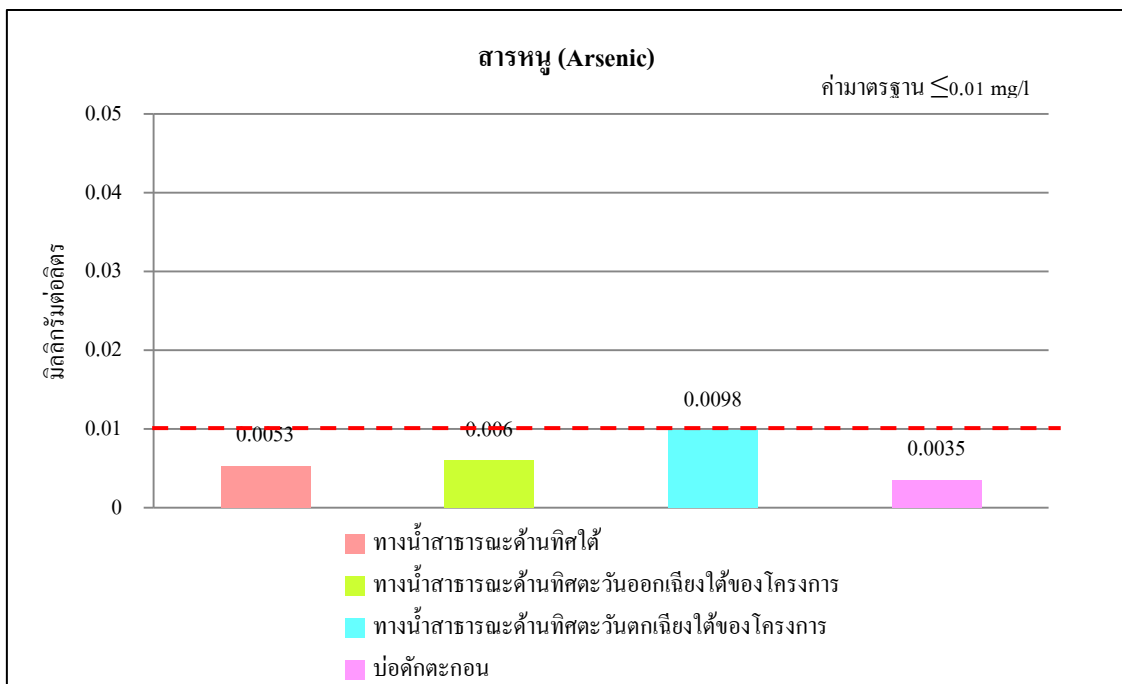 สารหนู (Arsenic)
ค่ามาตรฐาน ≤0.01 mg/l
มิลลิกรัมต่อลิตร
0.05
0.04
0.03
0.02
0.01
0
0.0053
0.006
0.0098
0.0035
ทางน้ำสาธารณะด้านทิศใต้
ทางน้ำสาธารณะด้านทิศตะวันออกเฉียงใต้ของโครงการ
ทางน้ำสาธารณะด้านทิศตะวันตกเฉียงใต้ของโครงการ
บ่อดักตะกอน